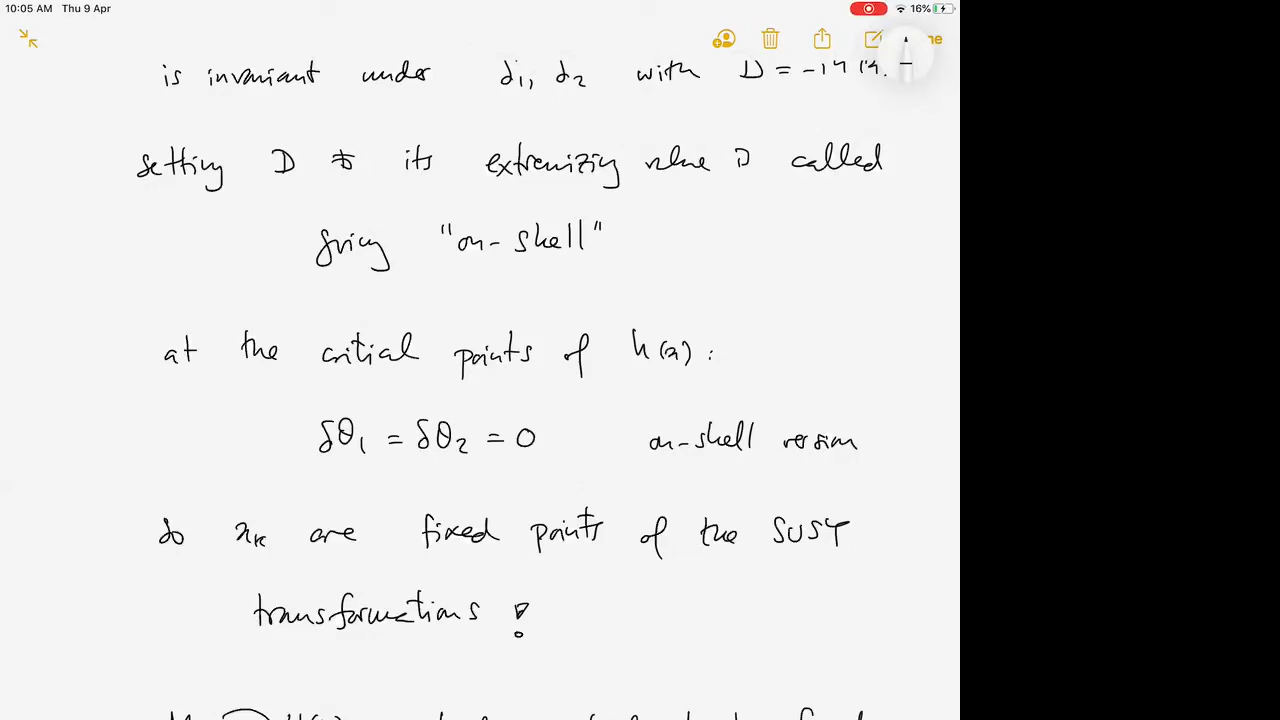 10:05 AM Thu 9 Apr
16%
is invariant under δ₁, δ₂ with D =
setting D to its extremizing value is called
going "on-shell"
at the critical points of h(x) :
δθ₁ = δθ₂ = 0 on-shell version
so xₖ are fixed points of the SUSY
transformations !